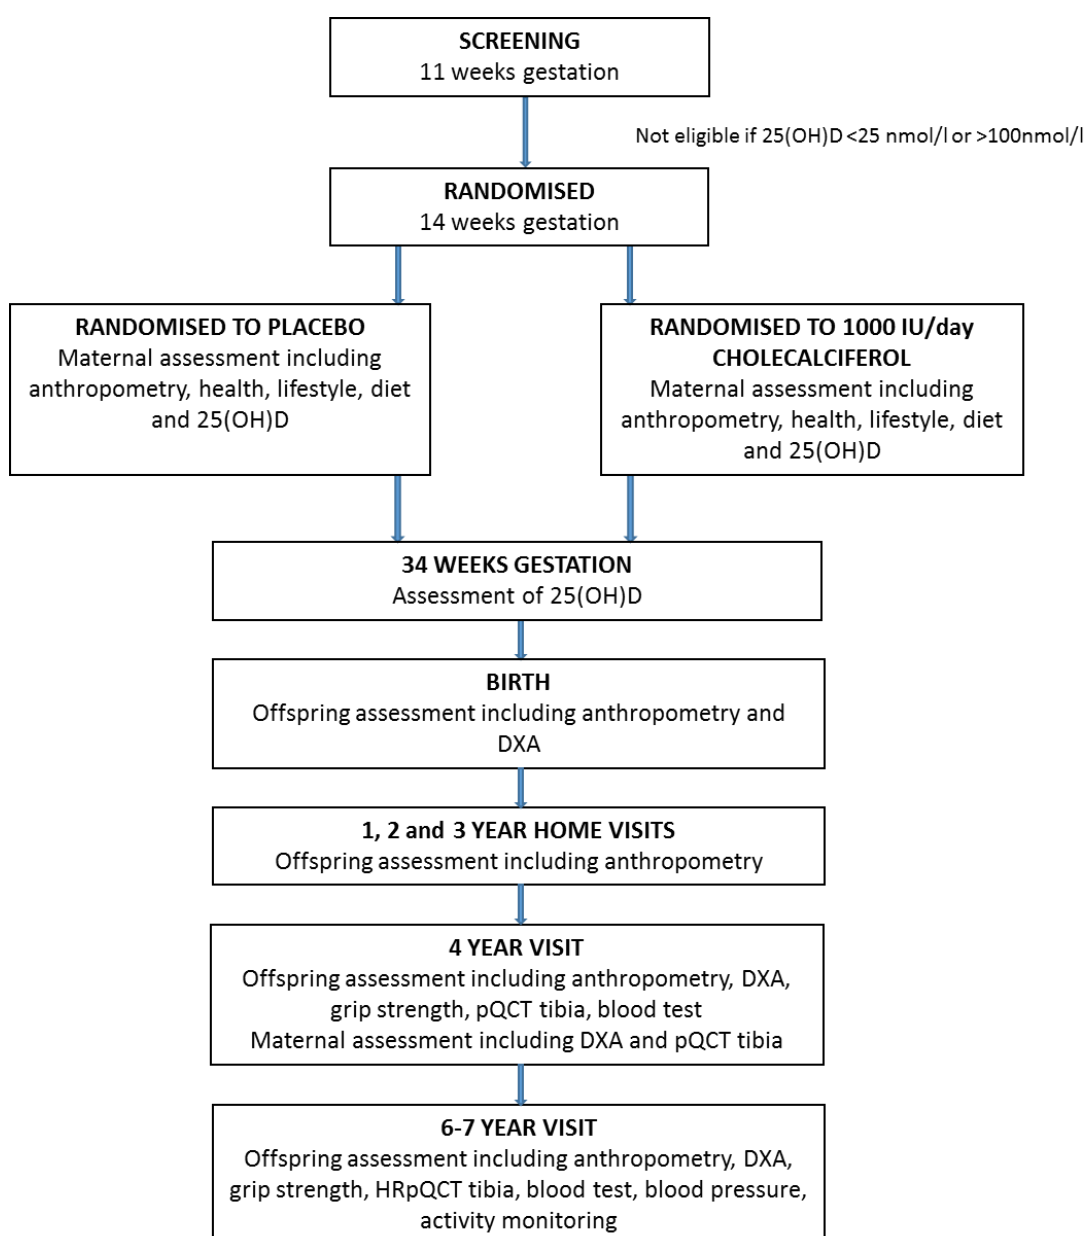 SCREENING
11 weeks gestation
Not eligible if 25(OH)D <25 nmol/l or >100nmol/l
RANDOMISED
14 weeks gestation
RANDOMISED TO PLACEBO
Maternal assessment including
anthropometry, health, lifestyle, diet
and 25(OH)D
RANDOMISED TO 1000 IU/day
CHOLECALCIFEROL
Maternal assessment including
anthropometry, health, lifestyle, diet
and 25(OH)D
34 WEEKS GESTATION
Assessment of 25(OH)D
BIRTH
Offspring assessment including anthropometry and
DXA
1, 2 and 3 YEAR HOME VISITS
Offspring assessment including anthropometry
4 YEAR VISIT
Offspring assessment including anthropometry, DXA,
grip strength, pQCT tibia, blood test
Maternal assessment including DXA and pQCT tibia
6-7 YEAR VISIT
Offspring assessment including anthropometry, DXA,
grip strength, HRpQCT tibia, blood test, blood pressure,
activity monitoring